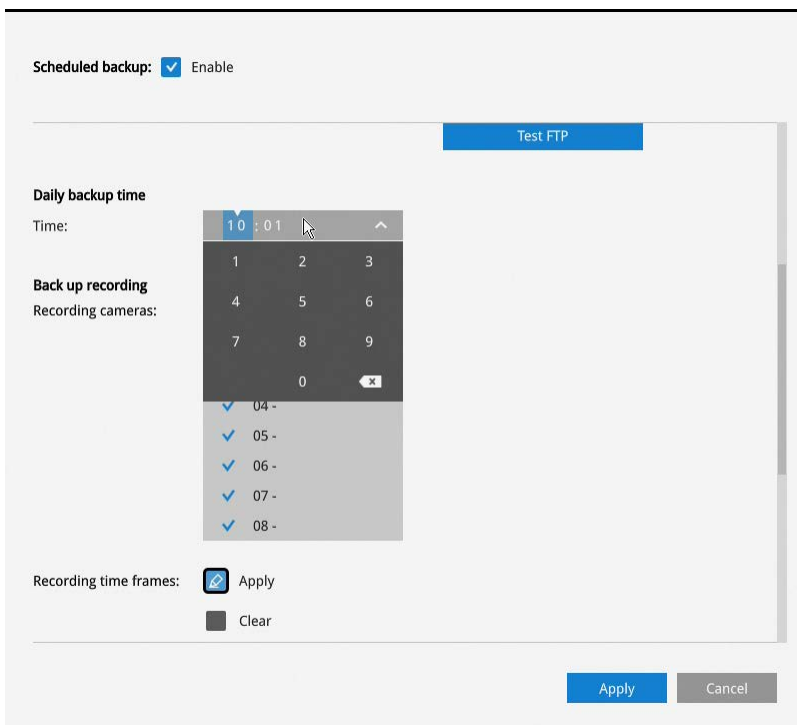 Scheduled backup: Enable
Test FTP
Daily backup time
Time: 10 : 01
1 2 3
Back up recording
Recording cameras:
4 5 6
7 8 9
0 x
04 -
05 -
06 -
07 -
08 -
Recording time frames: Apply
Clear
Apply Cancel